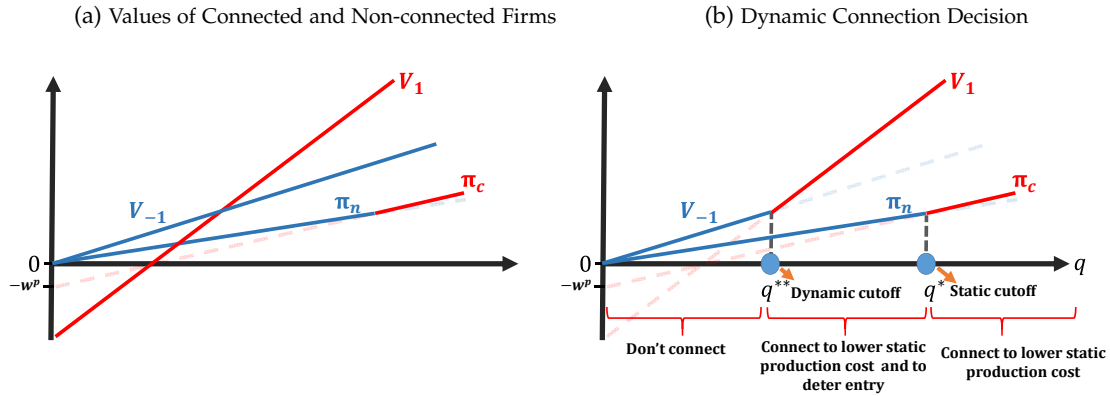 (a) Values of Connected and Non-connected Firms
V₁
V₋₁
πₙ
π_c
0
−wᵖ
(b) Dynamic Connection Decision
V₁
V₋₁
πₙ
π_c
0
−wᵖ
q
q** Dynamic cutoff
q* Static cutoff
Don't connect
Connect to lower static
production cost and to
deter entry
Connect to lower static
production cost